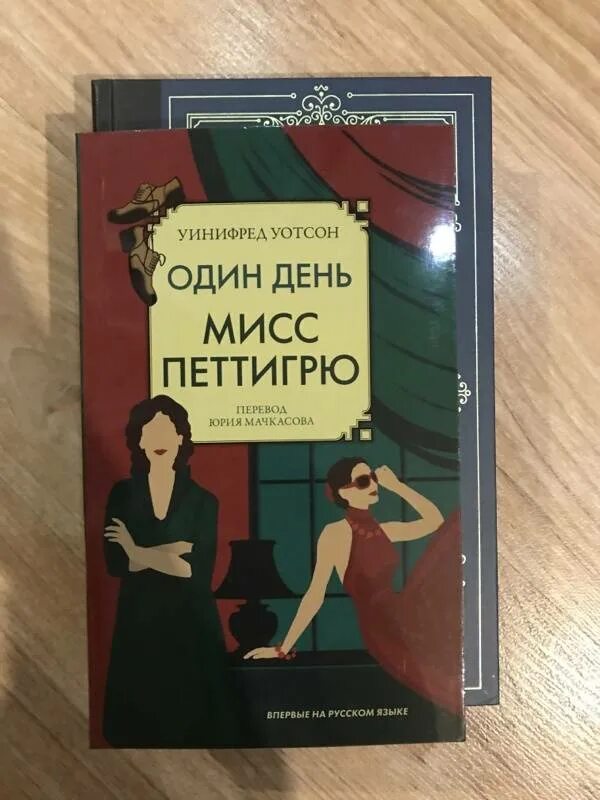 УИНИФРЕД УОТСОН
ОДИН ДЕНЬ
МИСС
ПЕТТИГРЮ
ПЕРЕВОД
ЮРИЯ МАЧКАСОВА
ВПЕРВЫЕ НА РУССКОМ ЯЗЫКЕ